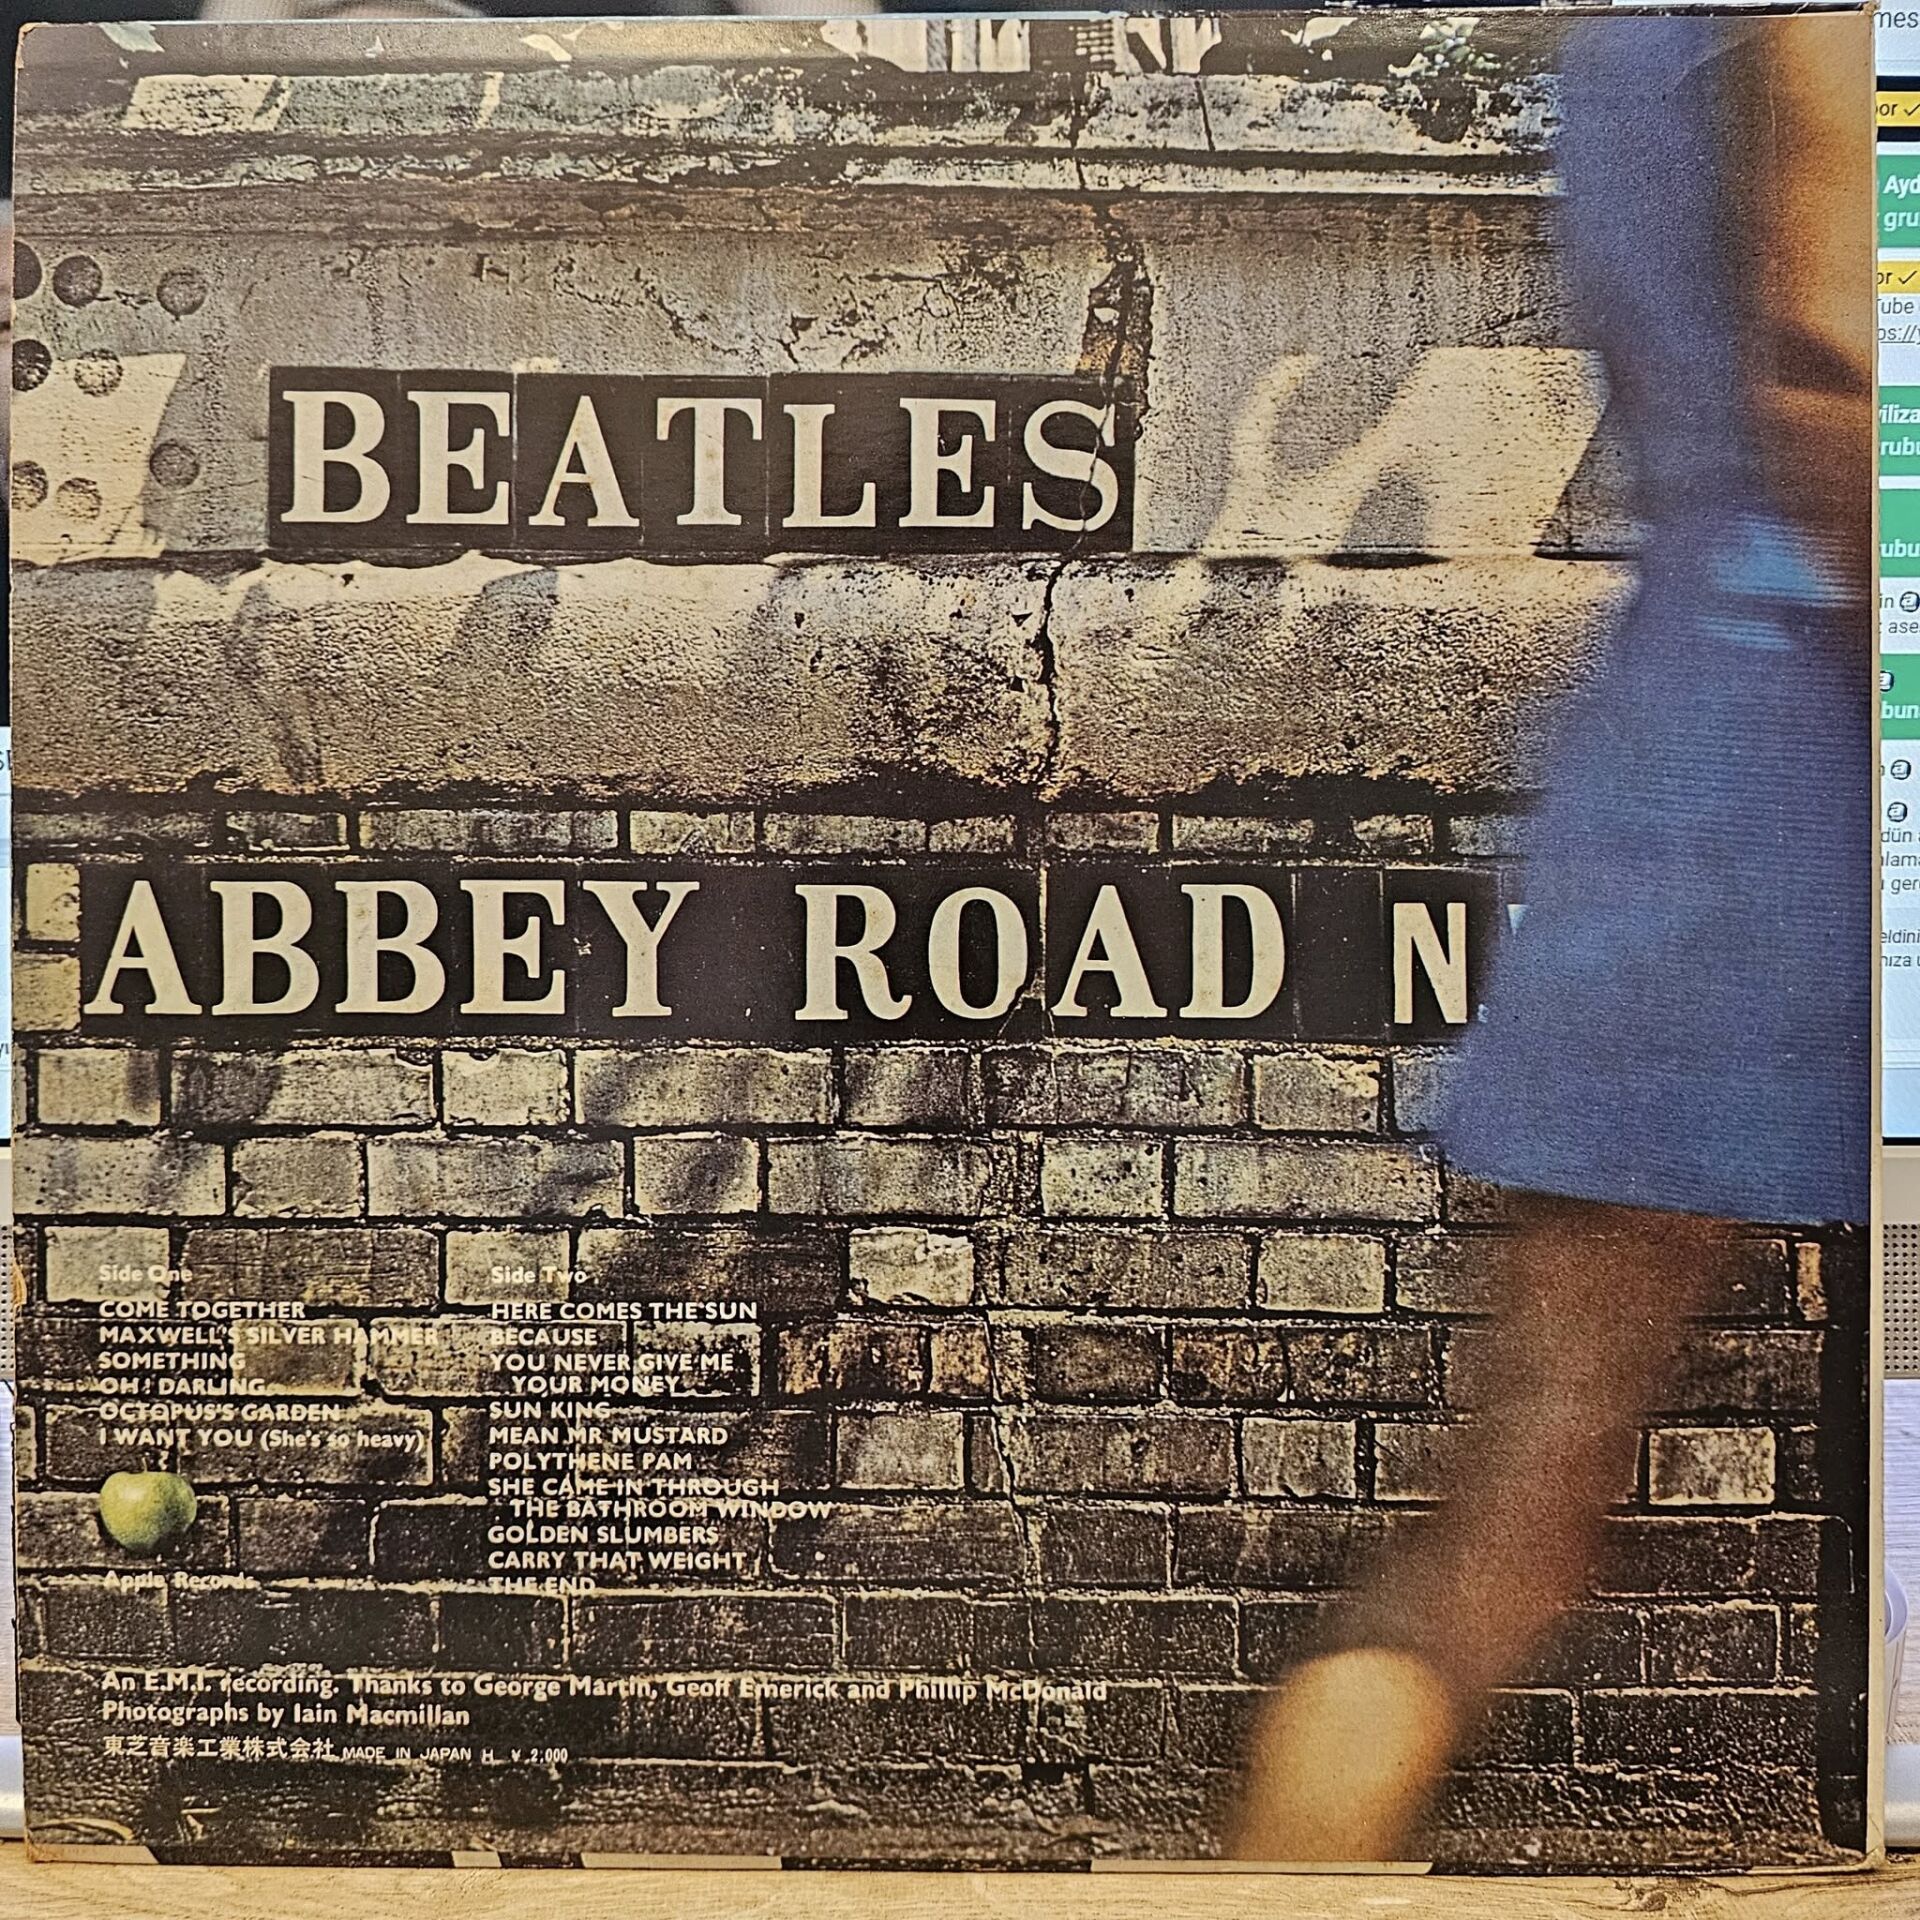 BEATLES
ABBEY ROAD N
Side One
COME TOGETHER
MAXWELL'S SILVER HAMMER
SOMETHING
OH! DARLING
OCTOPUS'S GARDEN
I WANT YOU (She's so heavy)
Apple Records
Side Two
HERE COMES THE SUN
BECAUSE
YOU NEVER GIVE ME
YOUR MONEY
SUN KING
MEAN MR MUSTARD
POLYTHENE PAM
SHE CAME IN THROUGH
THE BATHROOM WINDOW
GOLDEN SLUMBERS
CARRY THAT WEIGHT
THE END
An E.M.I. recording. Thanks to George Martin, Geoff Emerick and Phillip McDonald
Photographs by Iain Macmillan
東芝音楽工業株式会社 MADE IN JAPAN H ¥ 2,000